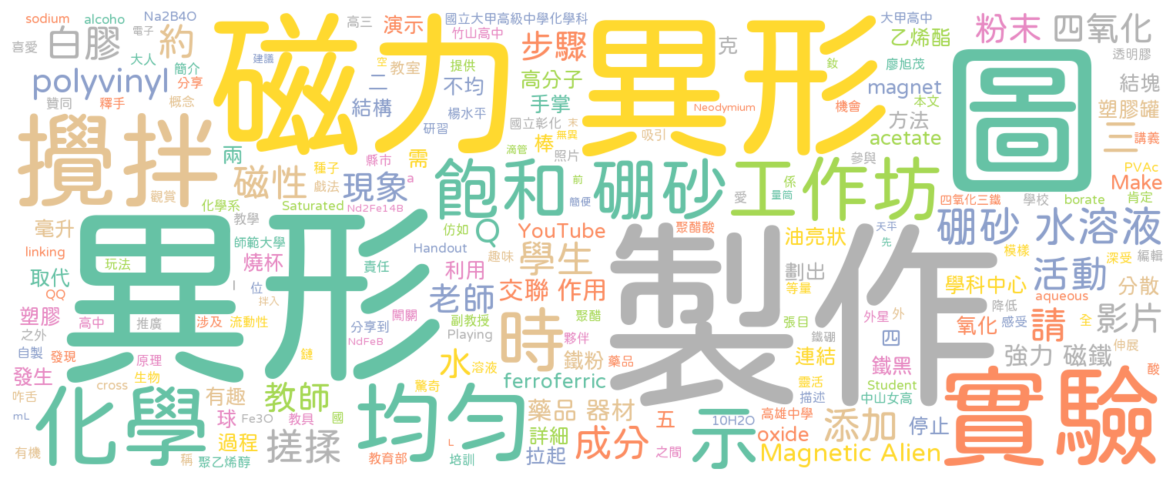 sodium alcoho Na2B4O 電子 高三 演示 國立大甲高級中學化學科 竹山高中 大甲高中 粉末 四氧化
喜愛 白膠 約 大人 簡介 教室 步驟 克 乙烯酯 廖旭茂 透明膠
磁力異形 圖
polyvinyl 分享 提供 建議 空 二 不均 高分子 釹 magnet 結塊
贊同 釋手 概念 結構 楊水平 手掌 Neodymium 機會 本文 方法 塑膠罐
攪拌 兩 研習 需 國立彰化 棒 末 無需 吸引 acetate 三 講義
觀賞 磁性 種子 戲法 縣市 滴管 照片 前 參與 PVAc 肯定
現象 a 飽和 硼砂 工作坊 愛 係 量筒 簡便 四氧化三鐵 學校 Make borate
化學系 Saturated Nd2Fe14B
毫升 教學 仿如 Q YouTube 聚醋酸 天平 先 硼砂 水溶液
linking 師範大學 Handout 趣味 學生 油亮狀 模樣 深受 編輯
異形 製作
取代 玩法 燒杯 責任 利用 劃出 學科中心 活動 分散
QQ I 位 拌入 老師 交聯 作用 等量 降低 aqueous
塑膠 高中 推廣 涉及 流動性 分享到 闖關 副教授 夥伴 聚醋 張目 外星 外 氧化 感受 請 全 影片
之外 NdFeB Playing 時 鐵硼 四 伸展
自製 發現 原理 鏈 水 溶液 鐵粉 藥品 連結 鐵黑 強力 磁鐵 酸
發生 cross 生物 有趣 教師 驚奇 ferroferric 靈活 描述 Student
化學 均勻 示 實驗
咋舌 球 Fe3O 教具 國 藥品 器材 五 高雄中學 中山女高 10H2O 添加 停止
mL 過程 搓揉 詳細 成分 oxide
有機 稱 聚乙烯醇 教育部 L 培訓 拉起 之間 Magnetic Alien